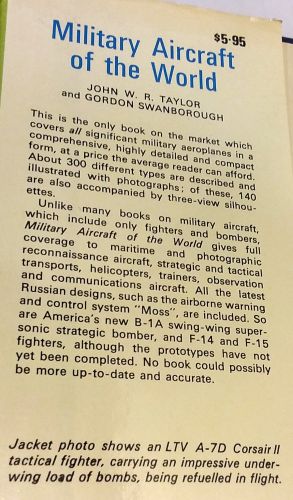 $5·95
Military Aircraft
of the World
JOHN W. R. TAYLOR
and GORDON SWANBOROUGH
This is the only book on the market which
covers all significant military aeroplanes in a
comprehensive, highly detailed and compact
form, at a price the average reader can afford.
About 300 different types are described and
illustrated with photographs; of these, 140
are also accompanied by three-view silhou-
ettes.
Unlike many books on military aircraft,
which include only fighters and bombers,
Military Aircraft of the World gives full
coverage to maritime and photographic
reconnaissance aircraft, strategic and tactical
transports, helicopters, trainers, observation
and communications aircraft. All the latest
Russian designs, such as the airborne warning
and control system "Moss", are included. So
are America's new B-1A swing-wing super-
sonic strategic bomber, and F-14 and F-15
fighters, although the prototypes have not
yet been completed. No book could possibly
be more up-to-date and accurate.
Jacket photo shows an LTV A-7D Corsair II
tactical fighter, carrying an impressive under-
wing load of bombs, being refuelled in flight.